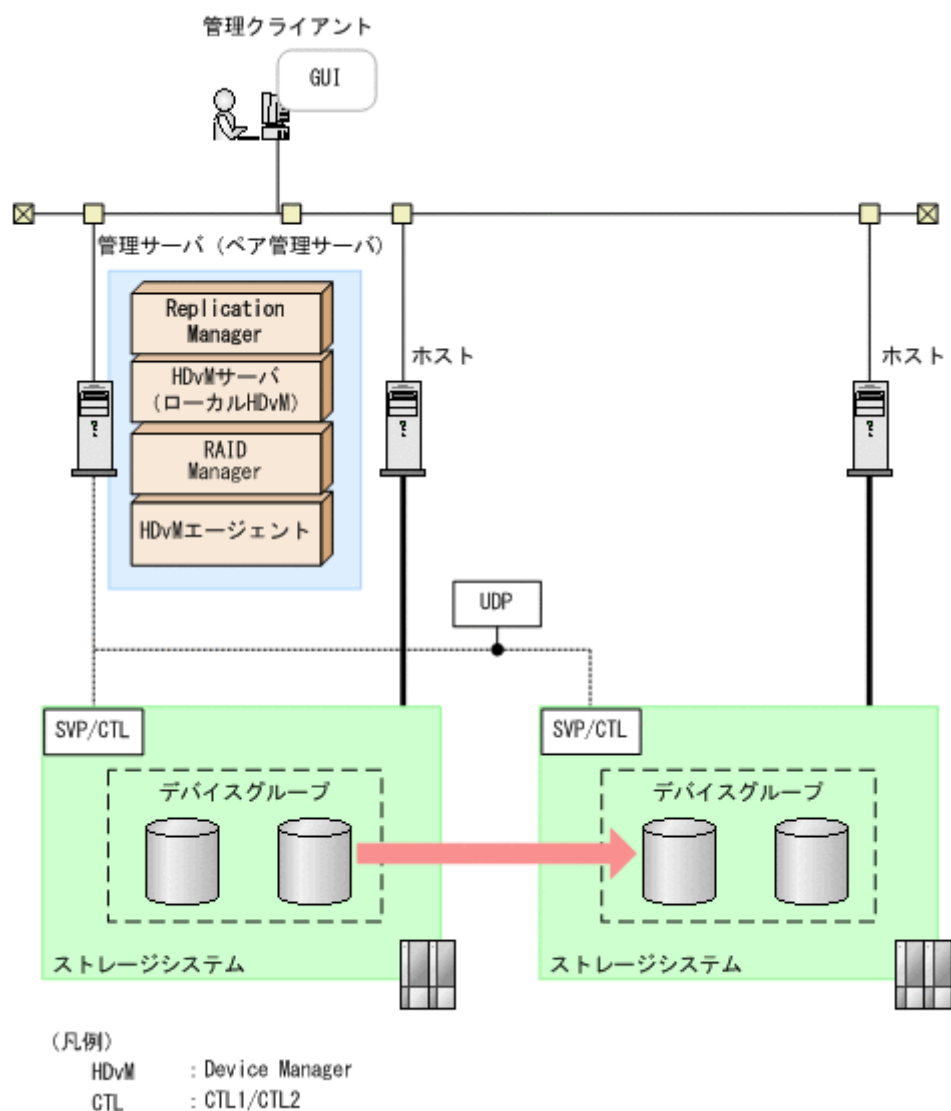 管理クライアント
GUI
管理サーバ（ペア管理サーバ）
Replication
Manager
HDvMサーバ
(ローカルHDvM)
RAID
Manager
HDvMエージェント
ホスト
ホスト
UDP
SVP/CTL
デバイスグループ
ストレージシステム
SVP/CTL
デバイスグループ
ストレージシステム
(凡例)
HDvM : Device Manager
CTL : CTL1/CTL2